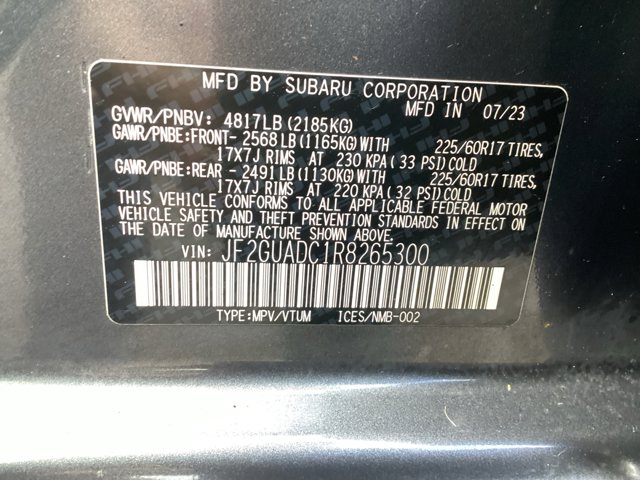 MFD BY SUBARU CORPORATION
MFD IN 07/23
GVWR/PNBV: 4817LB (2185KG)
GAWR/PNBE:FRONT- 2568LB (1165KG)WITH 225/60R17 TIRES,
17X7J RIMS AT 230 KPA (33 PSI)COLD
GAWR/PNBE:REAR - 2491LB (1130KG)WITH 225/60R17 TIRES,
17X7J RIMS AT 220 KPA (32 PSI)COLD
THIS VEHICLE CONFORMS TO ALL APPLICABLE FEDERAL MOTOR
VEHICLE SAFETY AND THEFT PREVENTION STANDARDS IN EFFECT ON
THE DATE OF MANUFACTURE SHOWN ABOVE.
VIN: JF2GUADC1R8265300
TYPE:MPV/VTUM ICES/NMB-002